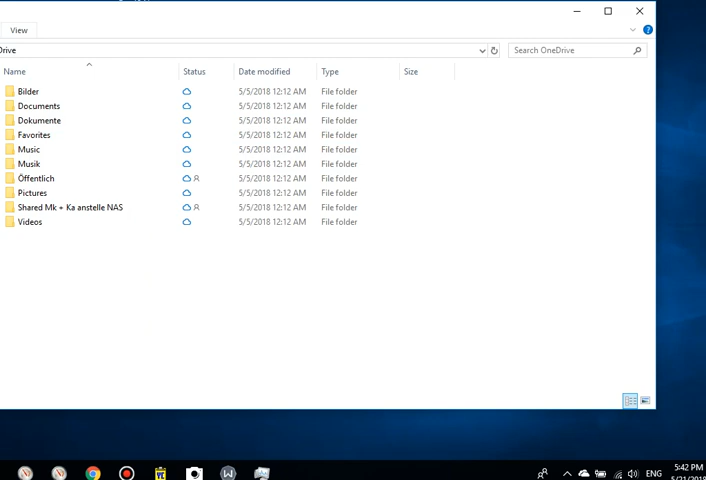 View
Drive
Search OneDrive
Name Status Date modified Type Size
Bilder 5/5/2018 12:12 AM File folder
Documents 5/5/2018 12:12 AM File folder
Dokumente 5/5/2018 12:12 AM File folder
Favorites 5/5/2018 12:12 AM File folder
Music 5/5/2018 12:12 AM File folder
Musik 5/5/2018 12:12 AM File folder
Öffentlich 5/5/2018 12:12 AM File folder
Pictures 5/5/2018 12:12 AM File folder
Shared Mk + Ka anstelle NAS 5/5/2018 12:12 AM File folder
Videos 5/5/2018 12:12 AM File folder
ENG
5:42 PM
5/21/2018